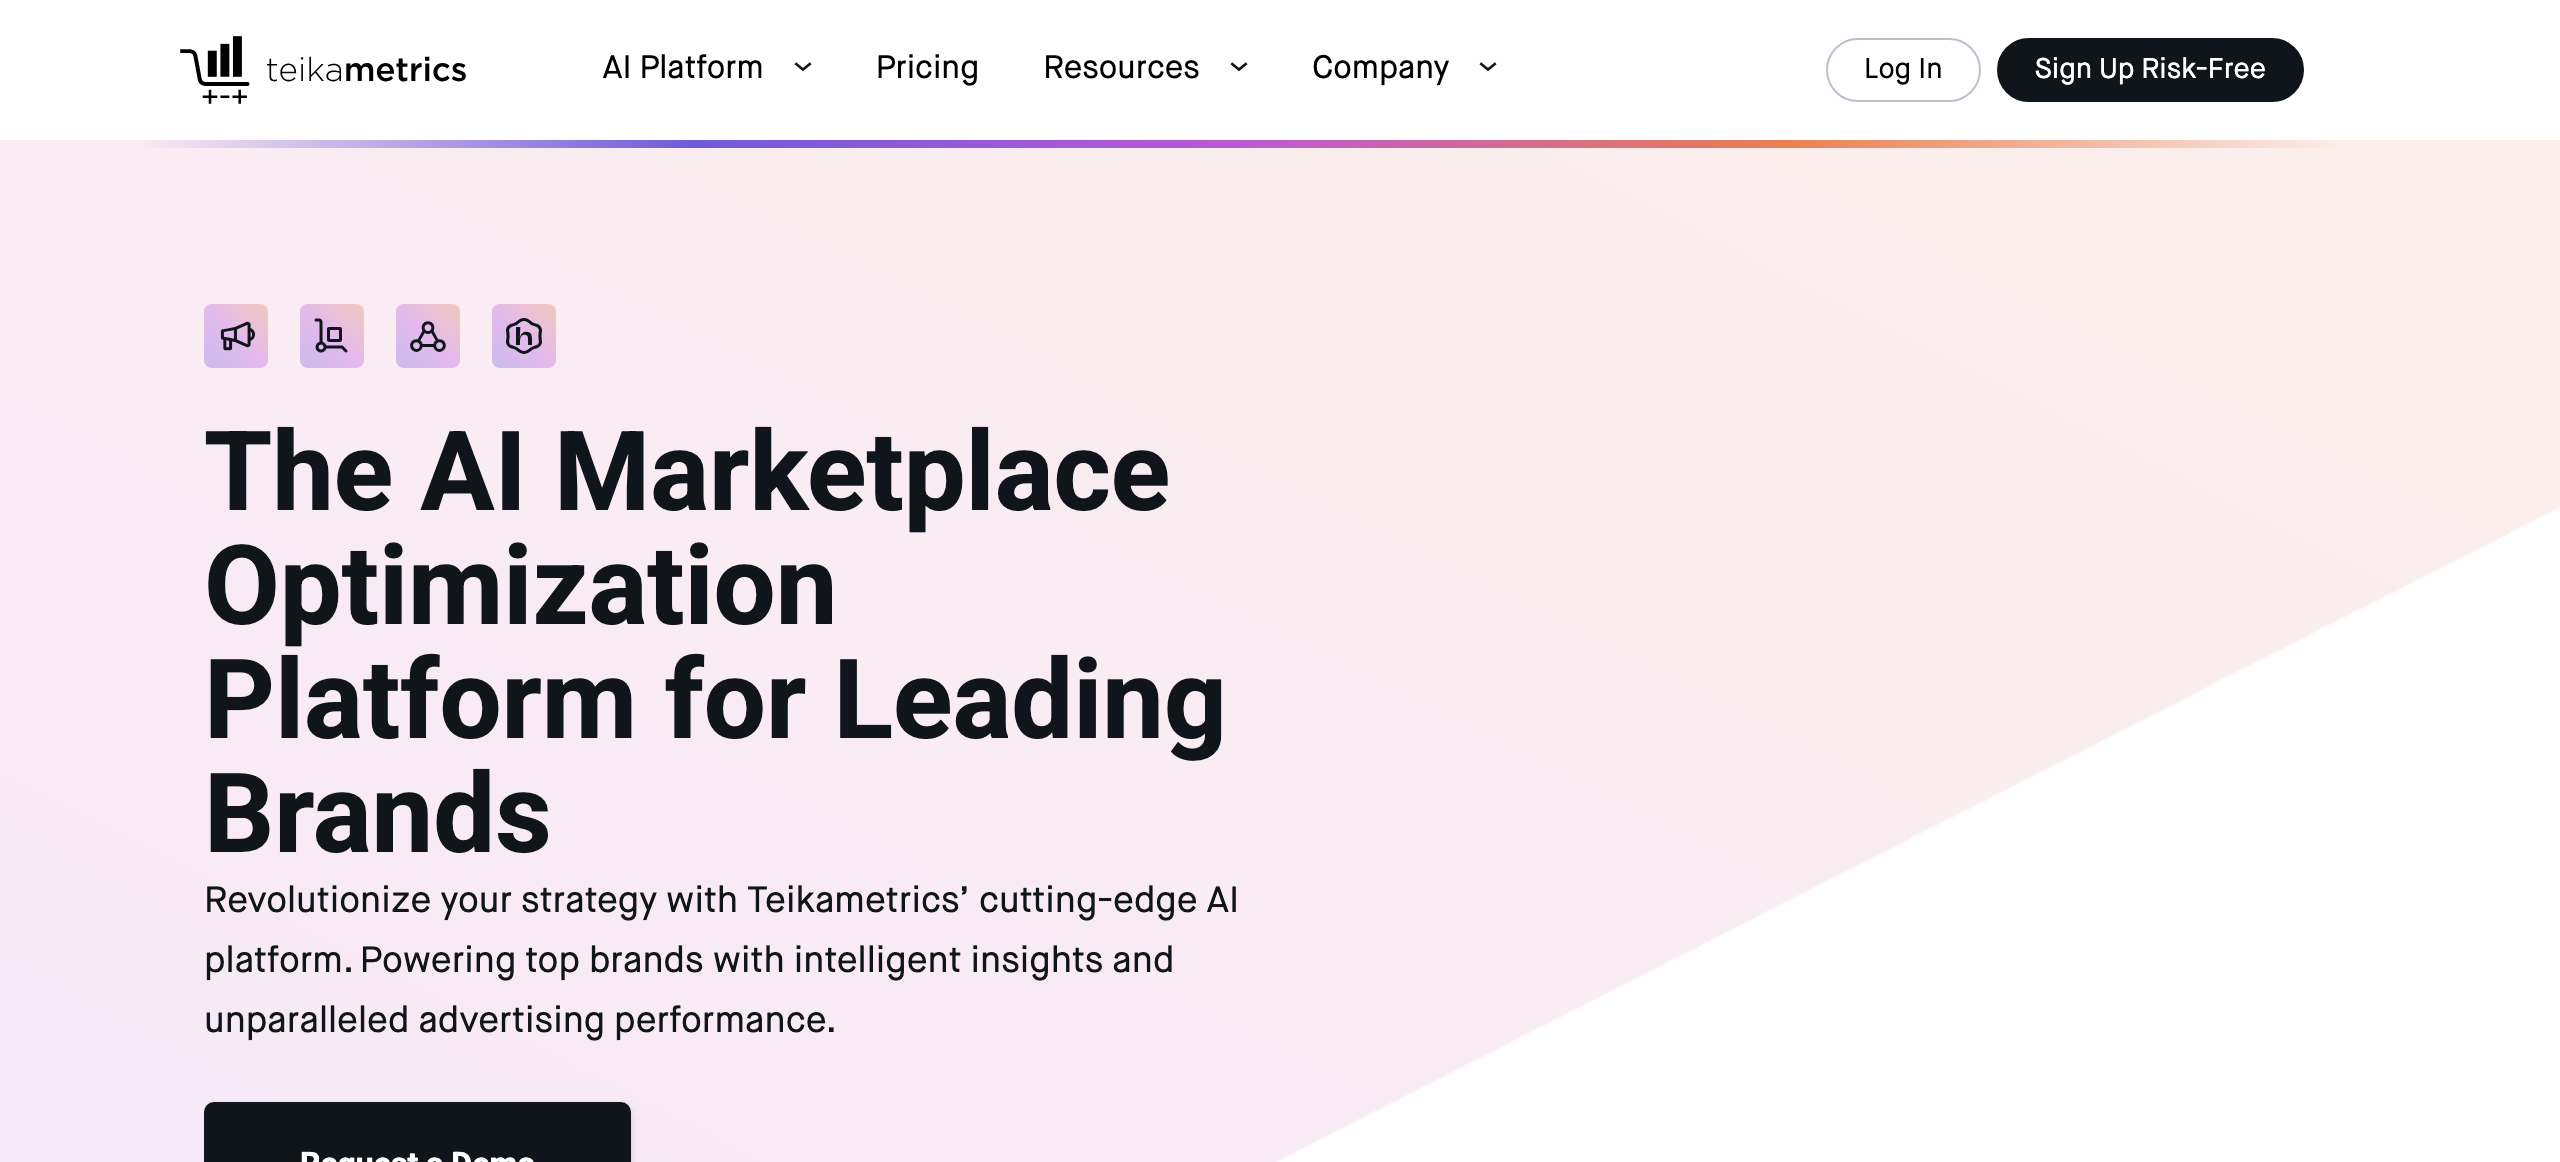 teikametrics
AI Platform
Pricing
Resources
Company
Log In
Sign Up Risk-Free
The AI Marketplace
Optimization
Platform for Leading
Brands
Revolutionize your strategy with Teikametrics’ cutting-edge AI
platform. Powering top brands with intelligent insights and
unparalleled advertising performance.
Request a Demo